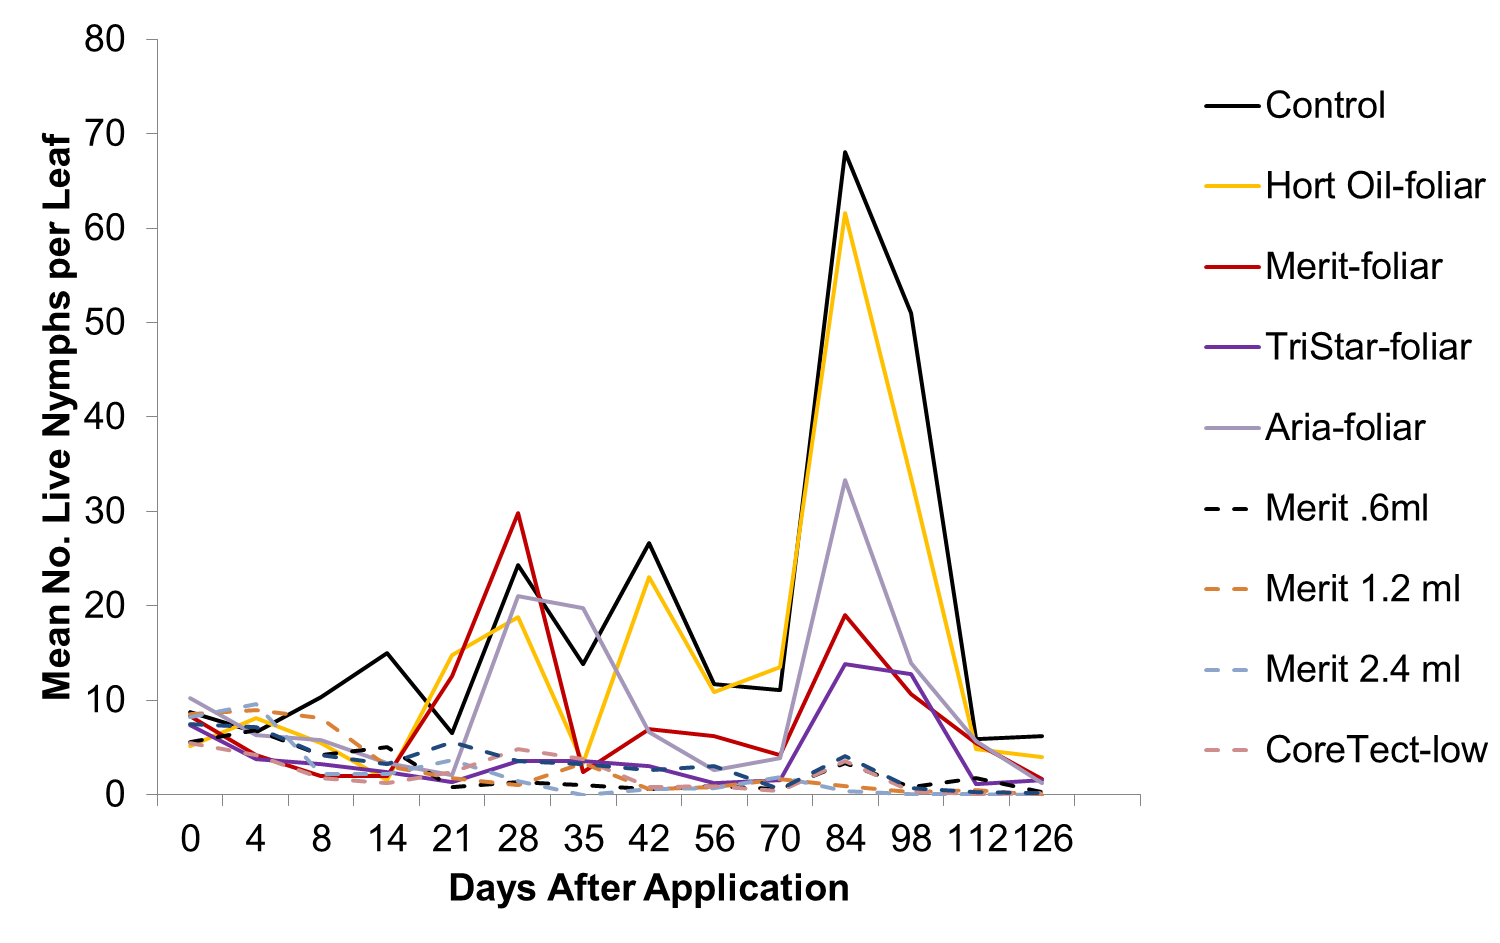 Mean No. Live Nymphs per Leaf
80
70
60
50
40
30
20
10
0
0 4 8 14 21 28 35 42 56 70 84 98 112 126
Days After Application
Control
Hort Oil-foliar
Merit-foliar
TriStar-foliar
Aria-foliar
Merit .6ml
Merit 1.2 ml
Merit 2.4 ml
CoreTect-low